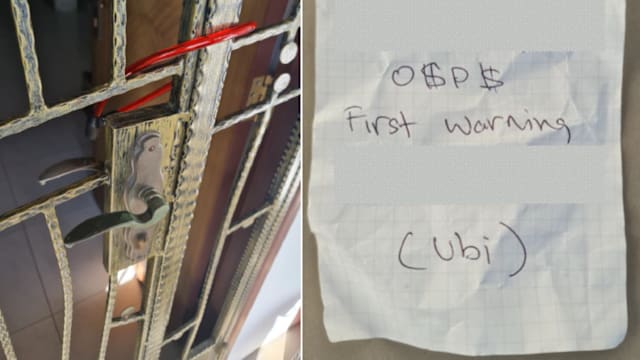 O$P$
First warning
(Ubi)